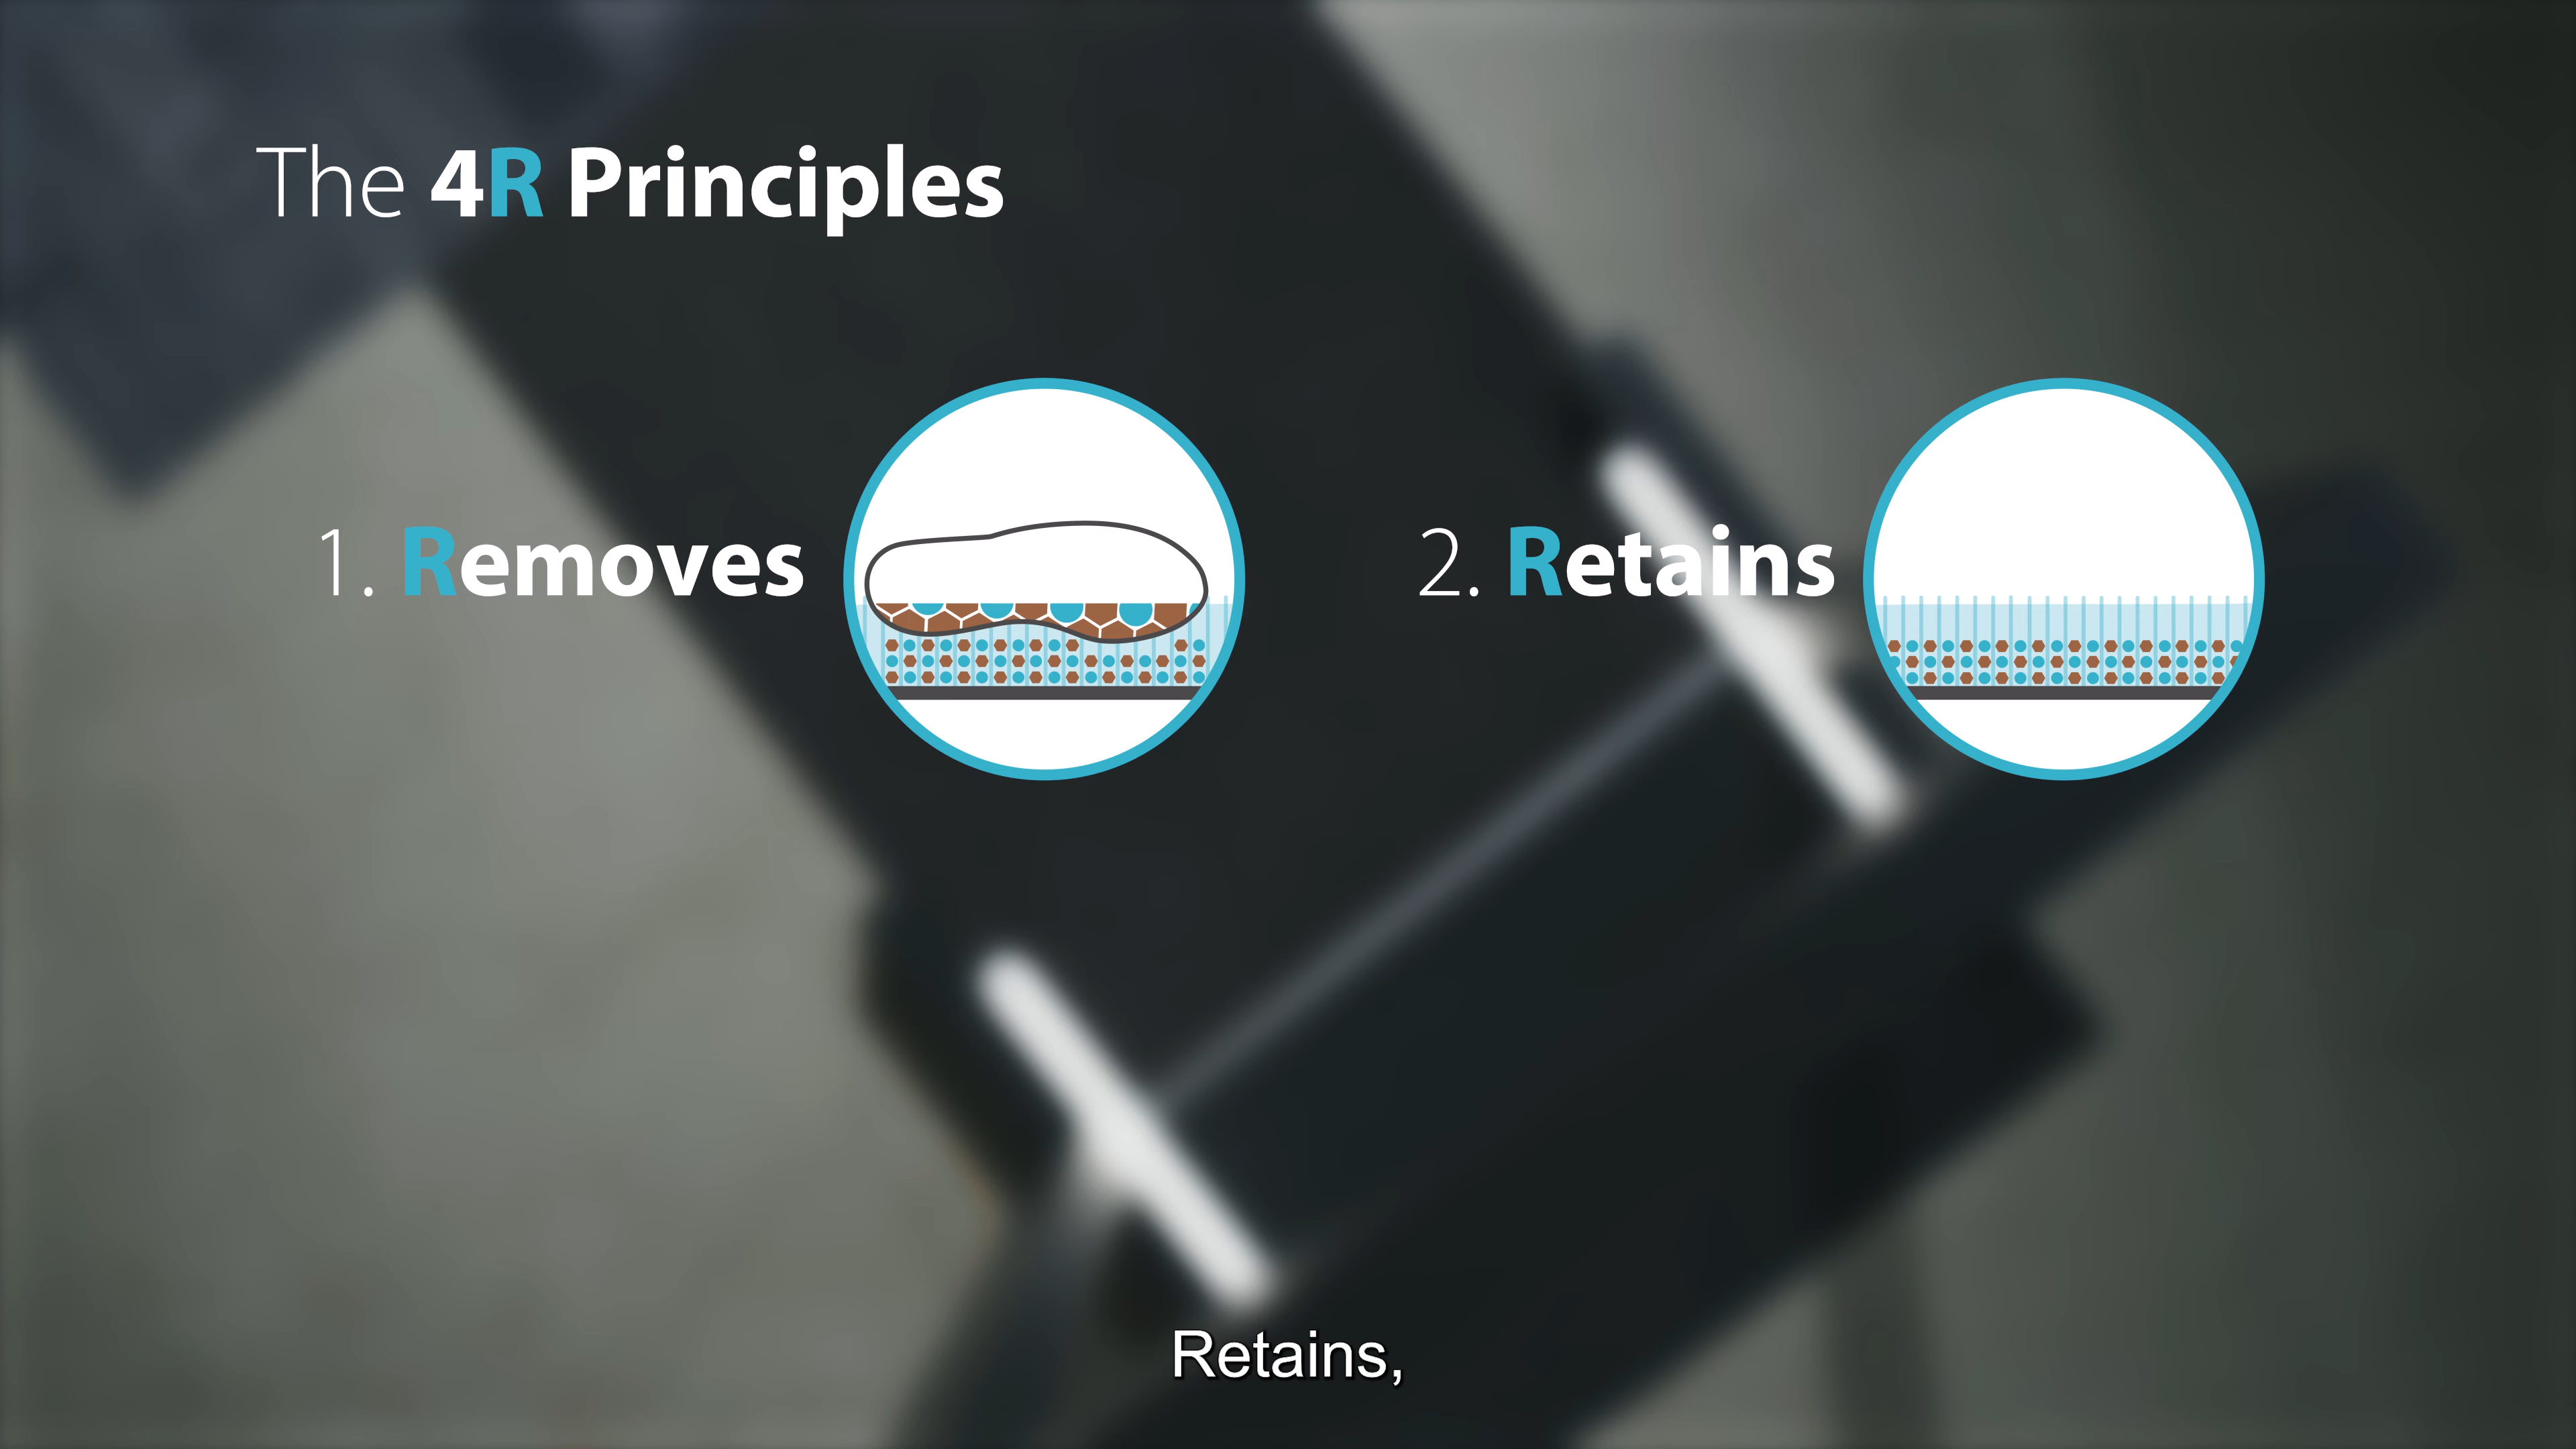 The 4R Principles
1. Removes
2. Retains
Retains,